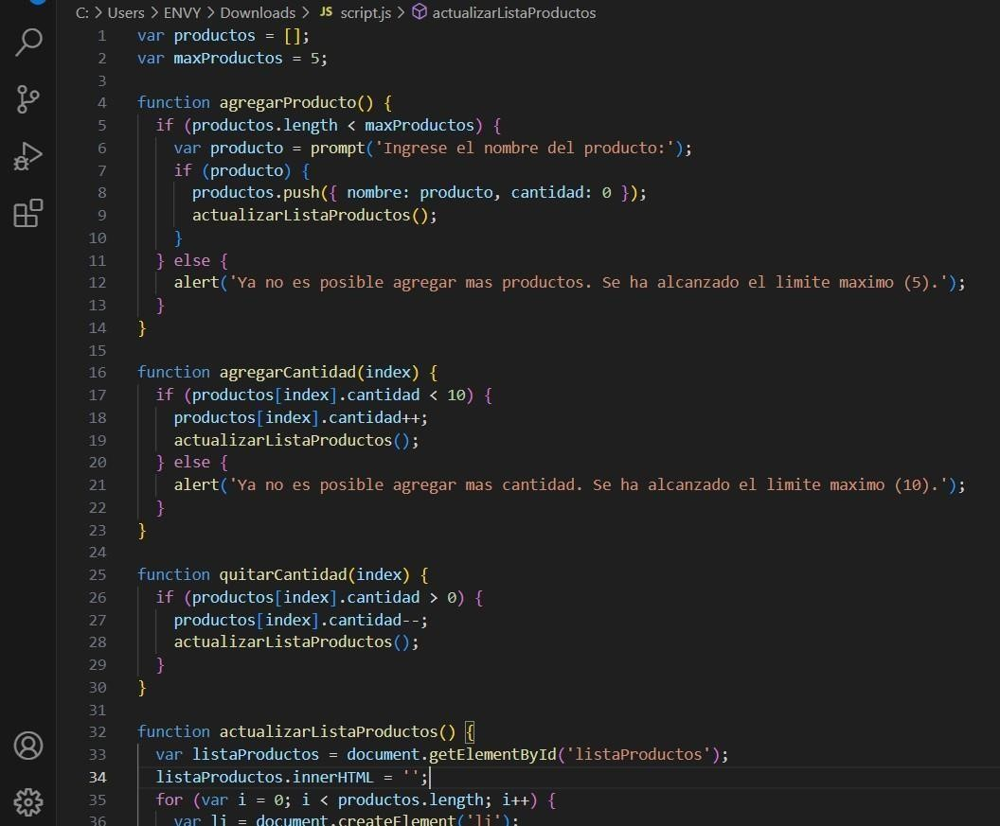 C: > Users > ENVY > Downloads > JS script.js > actualizarListaProductos
1 var productos = [];
2 var maxProductos = 5;
3
4 function agregarProducto() {
5   if (productos.length < maxProductos) {
6     var producto = prompt('Ingrese el nombre del producto:');
7     if (producto) {
8       productos.push({ nombre: producto, cantidad: 0 });
9       actualizarListaProductos();
10     }
11   } else {
12     alert('Ya no es posible agregar mas productos. Se ha alcanzado el limite maximo (5).');
13   }
14 }
15
16 function agregarCantidad(index) {
17   if (productos[index].cantidad < 10) {
18     productos[index].cantidad++;
19     actualizarListaProductos();
20   } else {
21     alert('Ya no es posible agregar mas cantidad. Se ha alcanzado el limite maximo (10).');
22   }
23 }
24
25 function quitarCantidad(index) {
26   if (productos[index].cantidad > 0) {
27     productos[index].cantidad--;
28     actualizarListaProductos();
29   }
30 }
31
32 function actualizarListaProductos() {
33   var listaProductos = document.getElementById('listaProductos');
34   listaProductos.innerHTML = '';
35   for (var i = 0; i < productos.length; i++) {
36     var li = document.createElement('li');